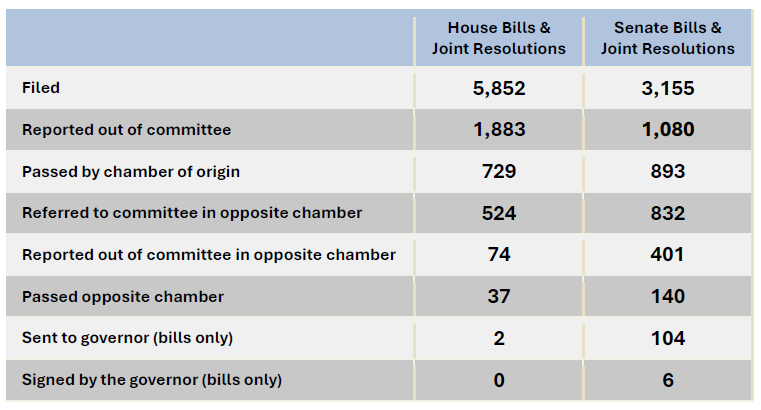 House Bills &
Joint Resolutions
Senate Bills &
Joint Resolutions
Filed 5,852 3,155
Reported out of committee 1,883 1,080
Passed by chamber of origin 729 893
Referred to committee in opposite chamber 524 832
Reported out of committee in opposite chamber 74 401
Passed opposite chamber 37 140
Sent to governor (bills only) 2 104
Signed by the governor (bills only) 0 6